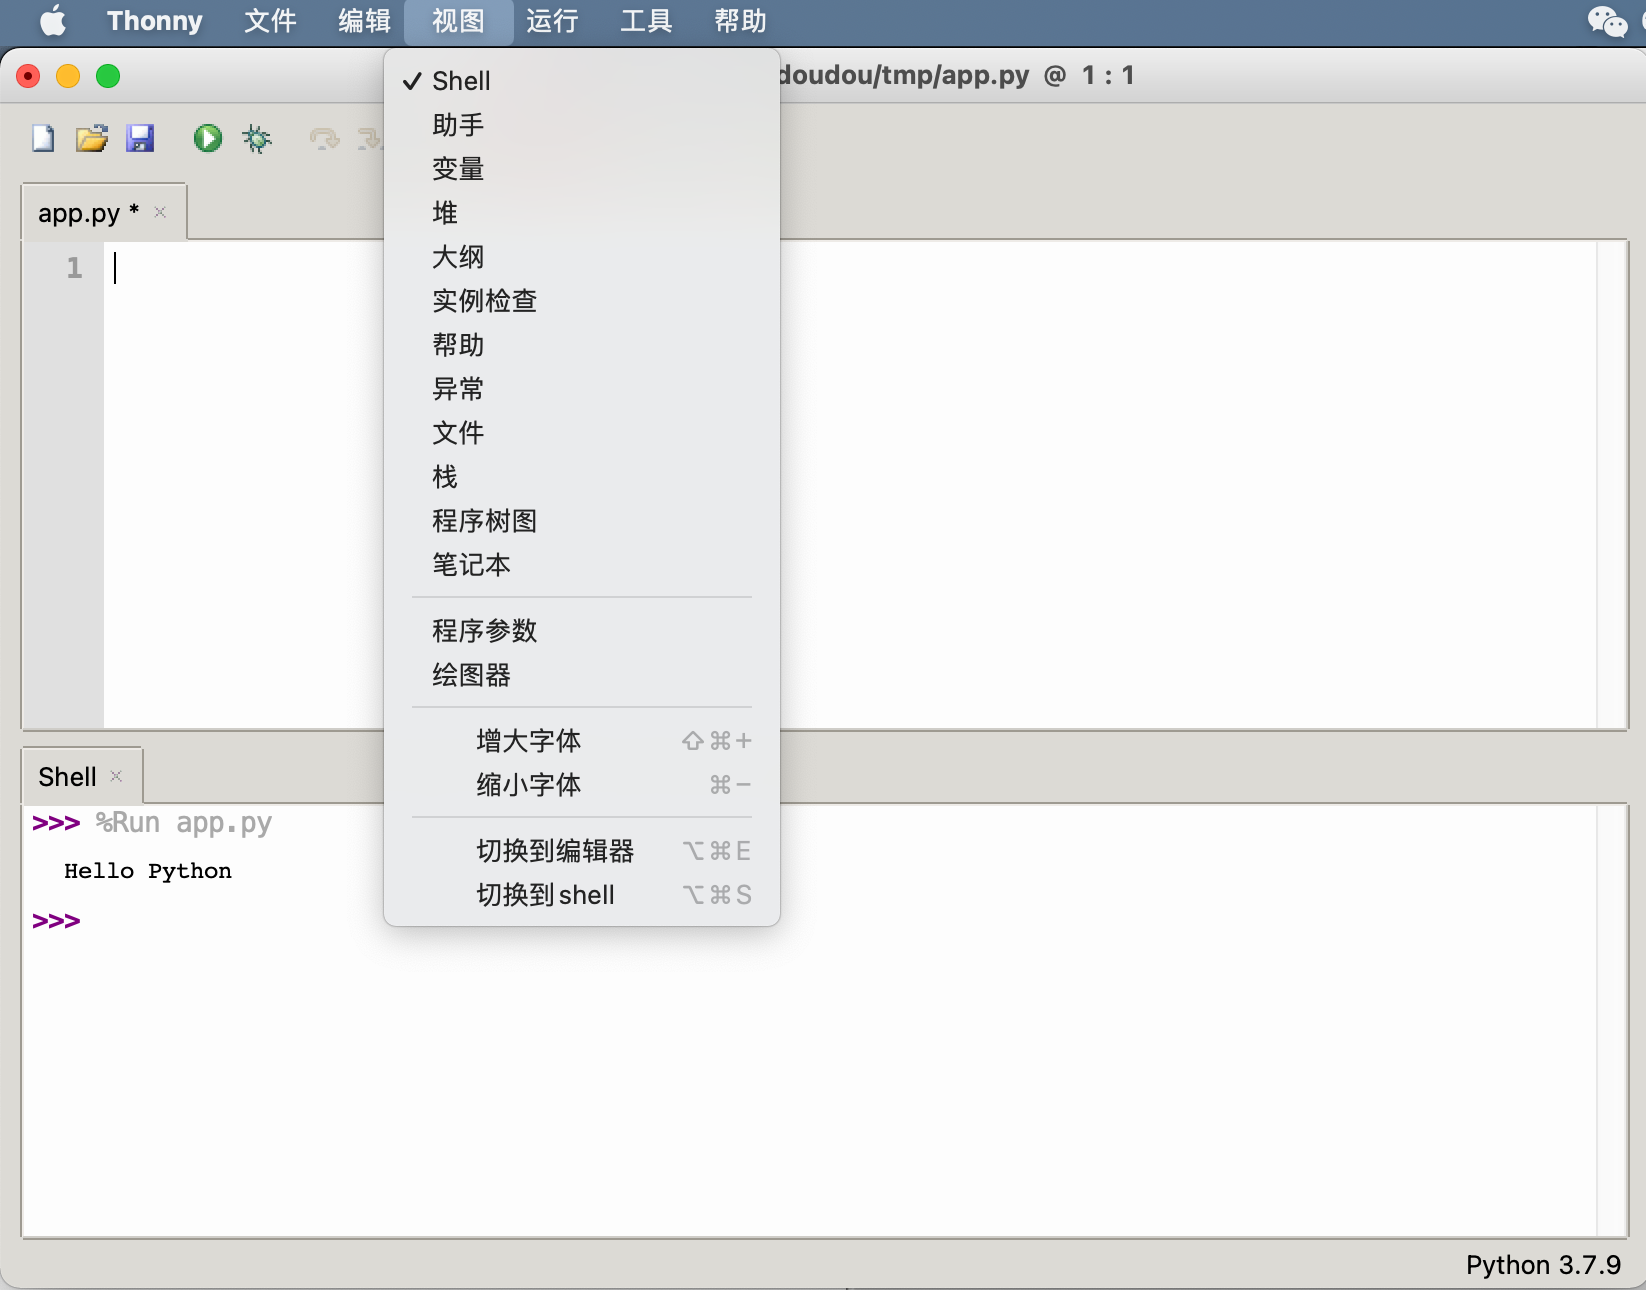 Thonny 文件 编辑 视图 运行 工具 帮助
doudou/tmp/app.py @ 1 : 1
✓ Shell
助手
变量
堆
大纲
实例检查
帮助
异常
文件
栈
程序树图
笔记本
程序参数
绘图器
增大字体 ⇧⌘+
缩小字体 ⌘−
切换到编辑器 ⌥⌘E
切换到shell ⌥⌘S
app.py * ×
1
Shell ×
>>> %Run app.py
Hello Python
>>>
Python 3.7.9